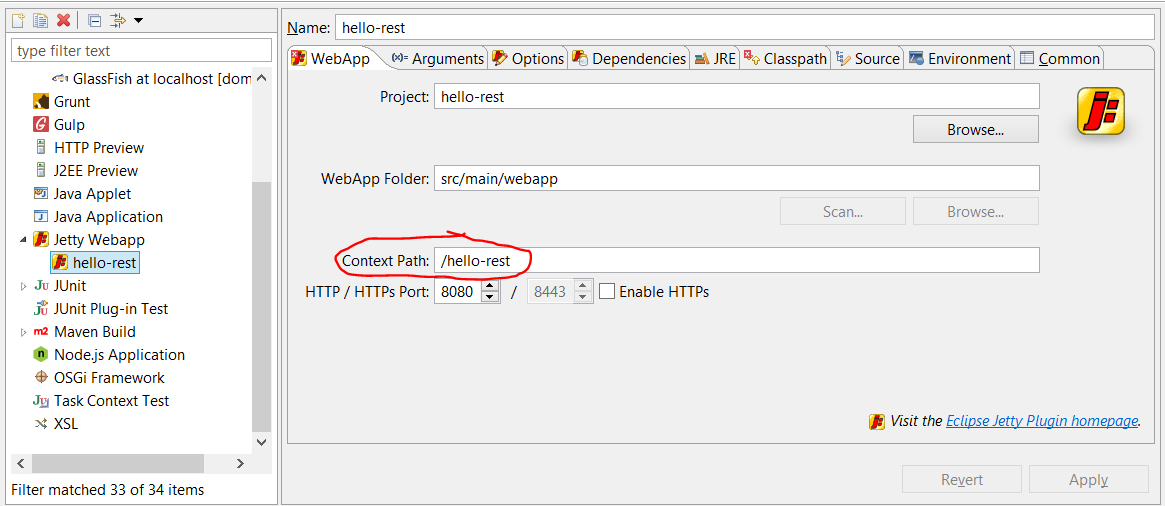 Name: hello-rest
type filter text
WebApp (x)= Arguments Options Dependencies JRE Classpath Source Environment Common
GlassFish at localhost [dom
Grunt
Gulp
HTTP Preview
J2EE Preview
Java Applet
Java Application
Jetty Webapp
hello-rest
JUnit
JUnit Plug-in Test
m2 Maven Build
Node.js Application
OSGi Framework
Task Context Test
XSL
Filter matched 33 of 34 items
Project: hello-rest
Browse...
WebApp Folder: src/main/webapp
Scan... Browse...
Context Path: /hello-rest
HTTP / HTTPs Port: 8080 / 8443 Enable HTTPs
Visit the Eclipse Jetty Plugin homepage.
Revert Apply